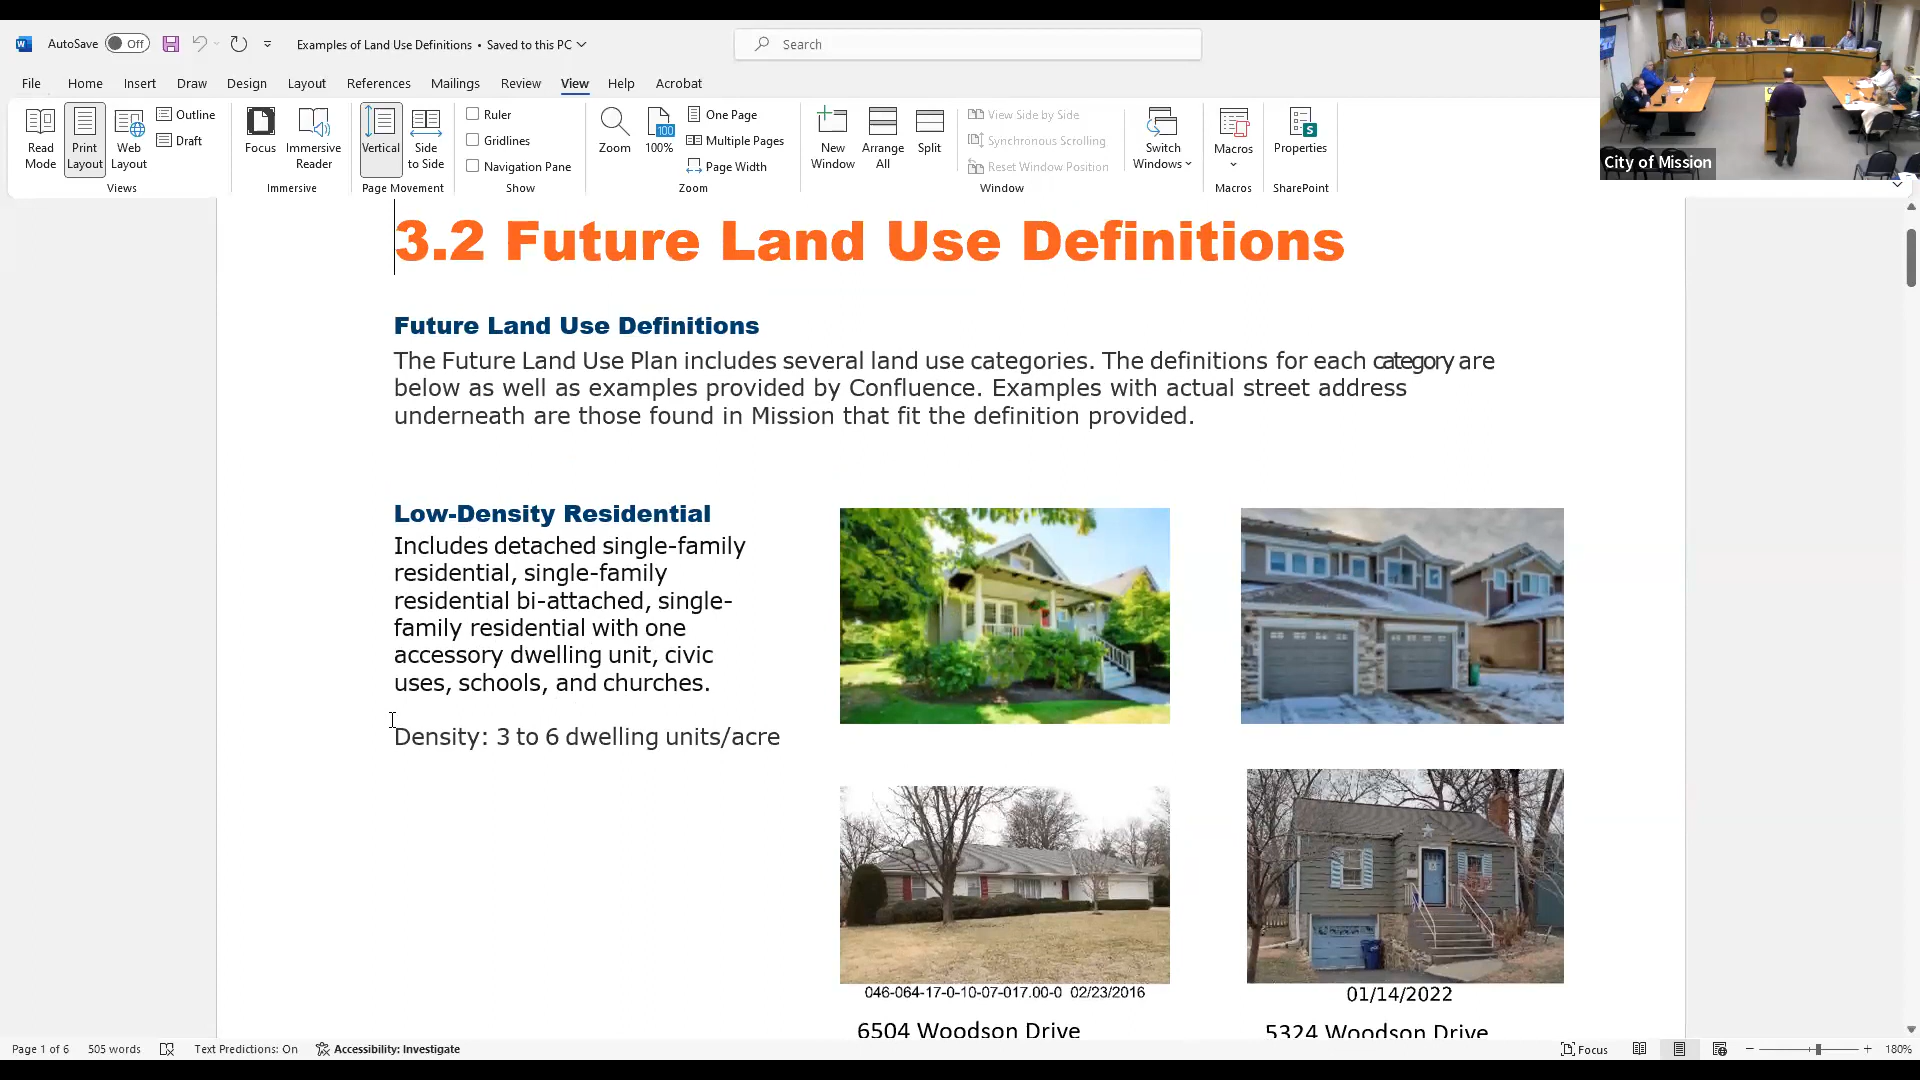 AutoSave Off
Examples of Land Use Definitions • Saved to this PC
Search
File Home Insert Draw Design Layout References Mailings Review View Help Acrobat
Read Mode
Print Layout
Web Layout
Outline
Draft
Views
Focus
Immersive Reader
Immersive
Vertical
Side to Side
Page Movement
Ruler
Gridlines
Navigation Pane
Show
Zoom
100
100%
One Page
Multiple Pages
Page Width
Zoom
New Window
Arrange All
Split
View Side by Side
Synchronous Scrolling
Reset Window Position
Window
Switch Windows
Macros
Macros
Properties
SharePoint
City of Mission
3.2 Future Land Use Definitions
Future Land Use Definitions
The Future Land Use Plan includes several land use categories. The definitions for each category are
below as well as examples provided by Confluence. Examples with actual street address
underneath are those found in Mission that fit the definition provided.
Low-Density Residential
Includes detached single-family
residential, single-family
residential bi-attached, single-
family residential with one
accessory dwelling unit, civic
uses, schools, and churches.
Density: 3 to 6 dwelling units/acre
046-064-17-0-10-07-017.00-0 02/23/2016
01/14/2022
6504 Woodson Drive
5324 Woodson Drive
Page 1 of 6 505 words Text Predictions: On Accessibility: Investigate
Focus
180%